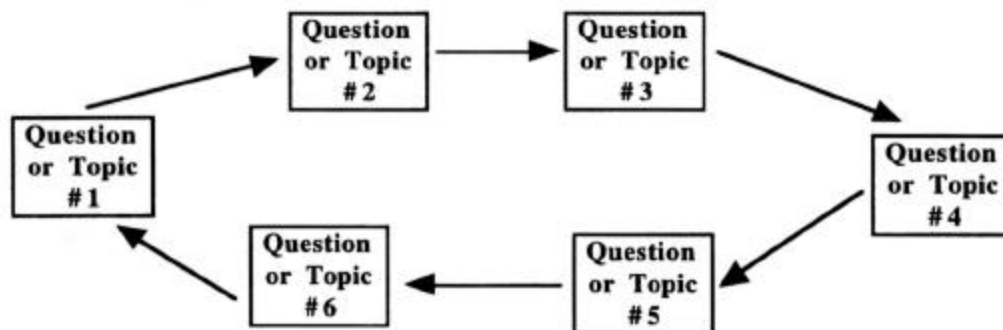 Question
or Topic
#2
Question
or Topic
#3
Question
or Topic
#4
Question
or Topic
#5
Question
or Topic
#6
Question
or Topic
#1